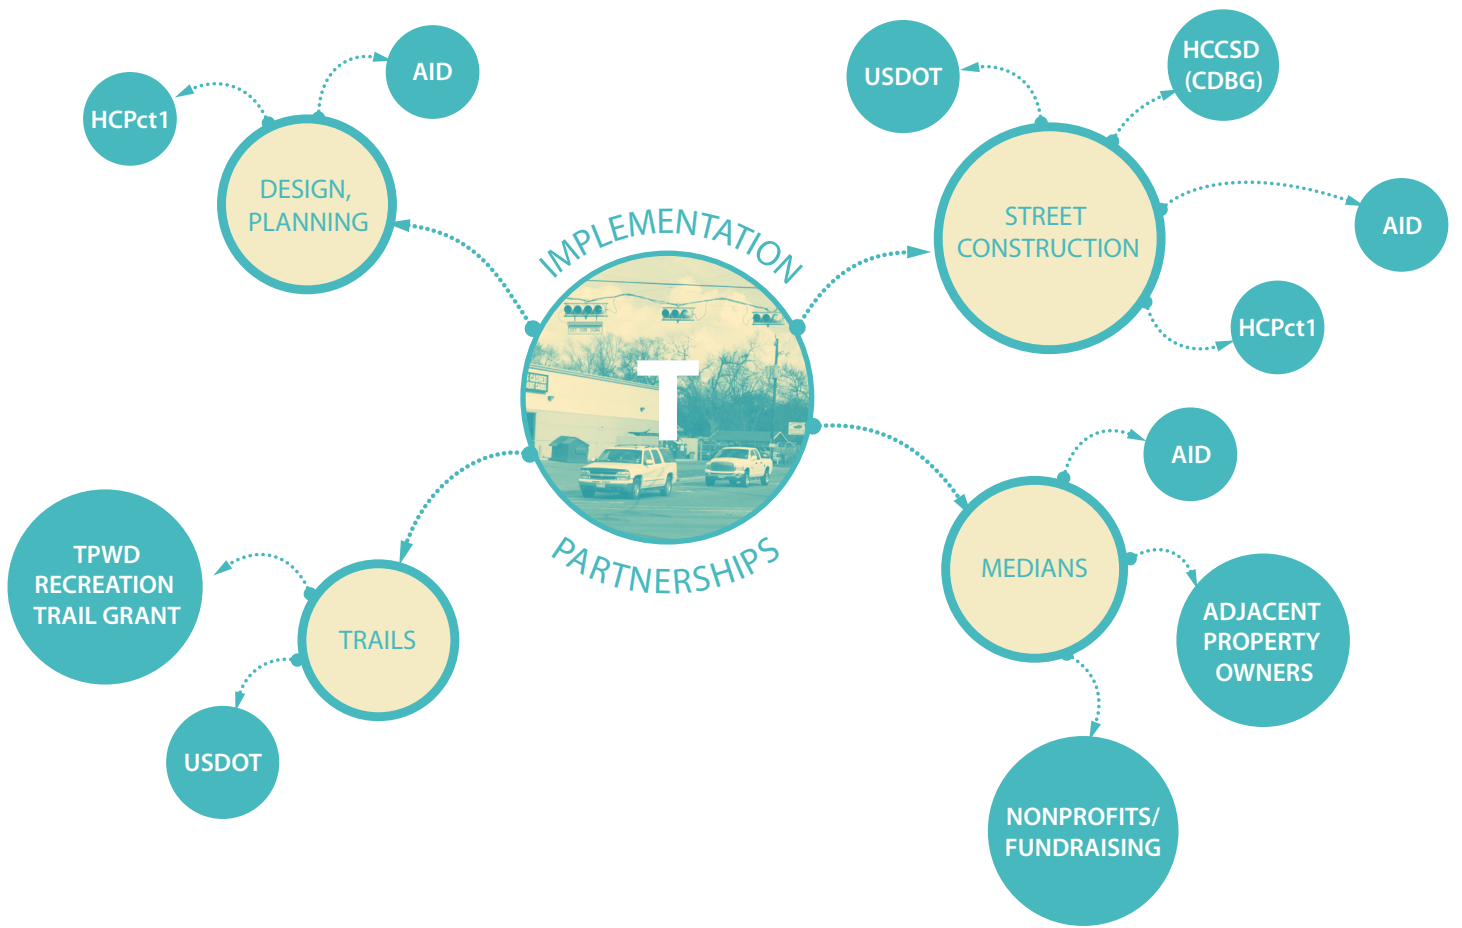 IMPLEMENTATION
T
PARTNERSHIPS
DESIGN,
PLANNING
HCPct1
AID
STREET
CONSTRUCTION
USDOT
HCCSD
(CDBG)
AID
HCPct1
MEDIANS
AID
ADJACENT
PROPERTY
OWNERS
NONPROFITS/
FUNDRAISING
TRAILS
TPWD
RECREATION
TRAIL GRANT
USDOT